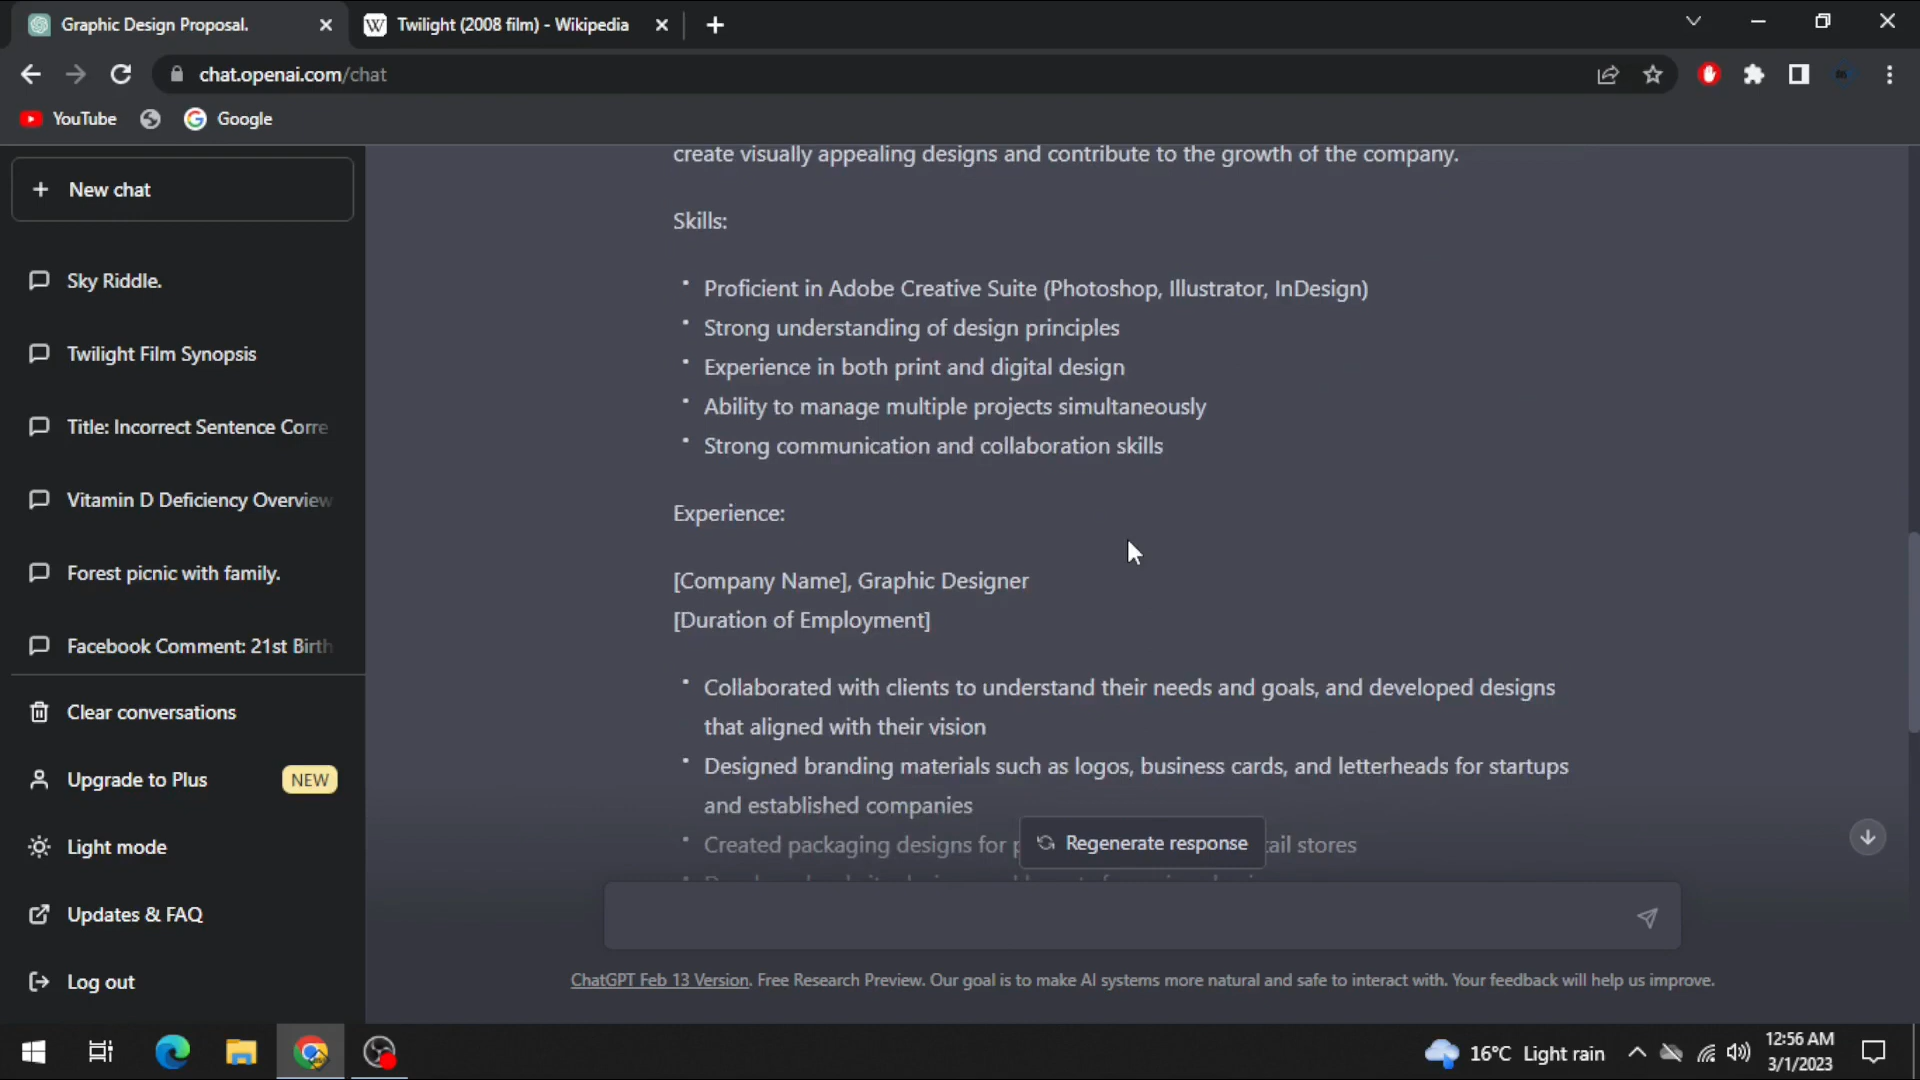 Graphic Design Proposal.
Twilight (2008 film) - Wikipedia
chat.openai.com/chat
YouTube
Google
New chat
Sky Riddle.
Twilight Film Synopsis
Title: Incorrect Sentence Corre
Vitamin D Deficiency Overview
Forest picnic with family.
Facebook Comment: 21st Birth
Clear conversations
Upgrade to Plus NEW
Light mode
Updates & FAQ
Log out
create visually appealing designs and contribute to the growth of the company.
Skills:
• Proficient in Adobe Creative Suite (Photoshop, Illustrator, InDesign)
• Strong understanding of design principles
• Experience in both print and digital design
• Ability to manage multiple projects simultaneously
• Strong communication and collaboration skills
Experience:
[Company Name], Graphic Designer
[Duration of Employment]
• Collaborated with clients to understand their needs and goals, and developed designs
that aligned with their vision
• Designed branding materials such as logos, business cards, and letterheads for startups
and established companies
• Created packaging designs for tail stores
Regenerate response
ChatGPT Feb 13 Version. Free Research Preview. Our goal is to make AI systems more natural and safe to interact with. Your feedback will help us improve.
16°C Light rain
12:56 AM
3/1/2023